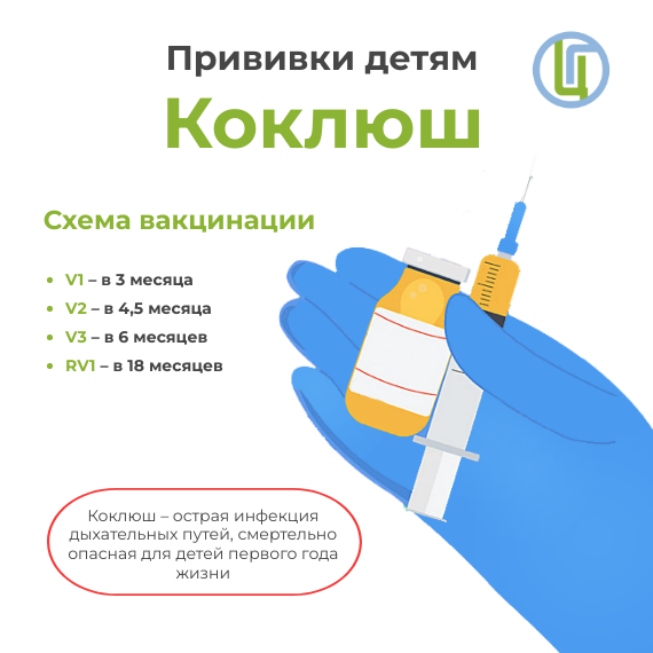 Прививки детям
Коклюш
Схема вакцинации
• V1 – в 3 месяца
• V2 – в 4,5 месяца
• V3 – в 6 месяцев
• RV1 – в 18 месяцев
Коклюш – острая инфекция
дыхательных путей, смертельно
опасная для детей первого года
жизни